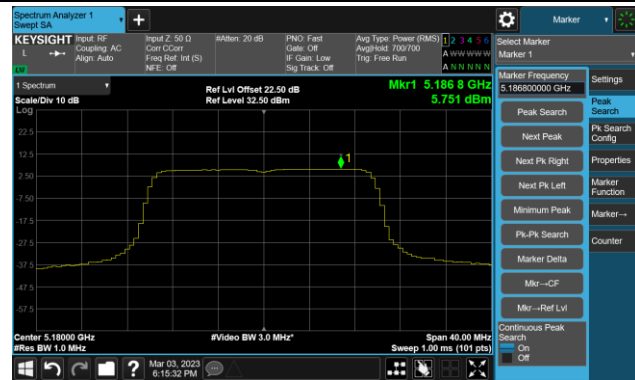 Spectrum Analyzer 1
Swept SA
Marker
KEYSIGHT
L
Input: RF
Coupling: AC
Align: Auto
Input Z: 50 Ω
Corr CCorr
Freq Ref: Int (S)
NFE: Off
#Atten: 20 dB
PNO: Fast
Gate: Off
IF Gain: Low
Sig Track: Off
Avg Type: Power (RMS)
Avg|Hold: 700/700
Trig: Free Run
1 2 3 4 5 6
A W W W W W
A N N N N N
Select Marker
Marker 1
1 Spectrum
Scale/Div 10 dB
Log
Ref Lvl Offset 22.50 dB
Ref Level 32.50 dBm
Mkr1 5.186 8 GHz
5.751 dBm
22.5
12.5
2.50
-7.50
-17.5
-27.5
-37.5
-47.5
-57.5
1
Center 5.18000 GHz
#Res BW 1.0 MHz
#Video BW 3.0 MHz*
Span 40.00 MHz
Sweep 1.00 ms (101 pts)
Marker Frequency
5.186800000 GHz
Peak Search
Next Peak
Next Pk Right
Next Pk Left
Minimum Peak
Pk-Pk Search
Marker Delta
Mkr→CF
Mkr→Ref Lvl
Continuous Peak
Search
On
Off
Settings
Peak
Search
Pk Search
Config
Properties
Marker
Function
Marker→
Counter
?
Mar 03, 2023
6:15:32 PM